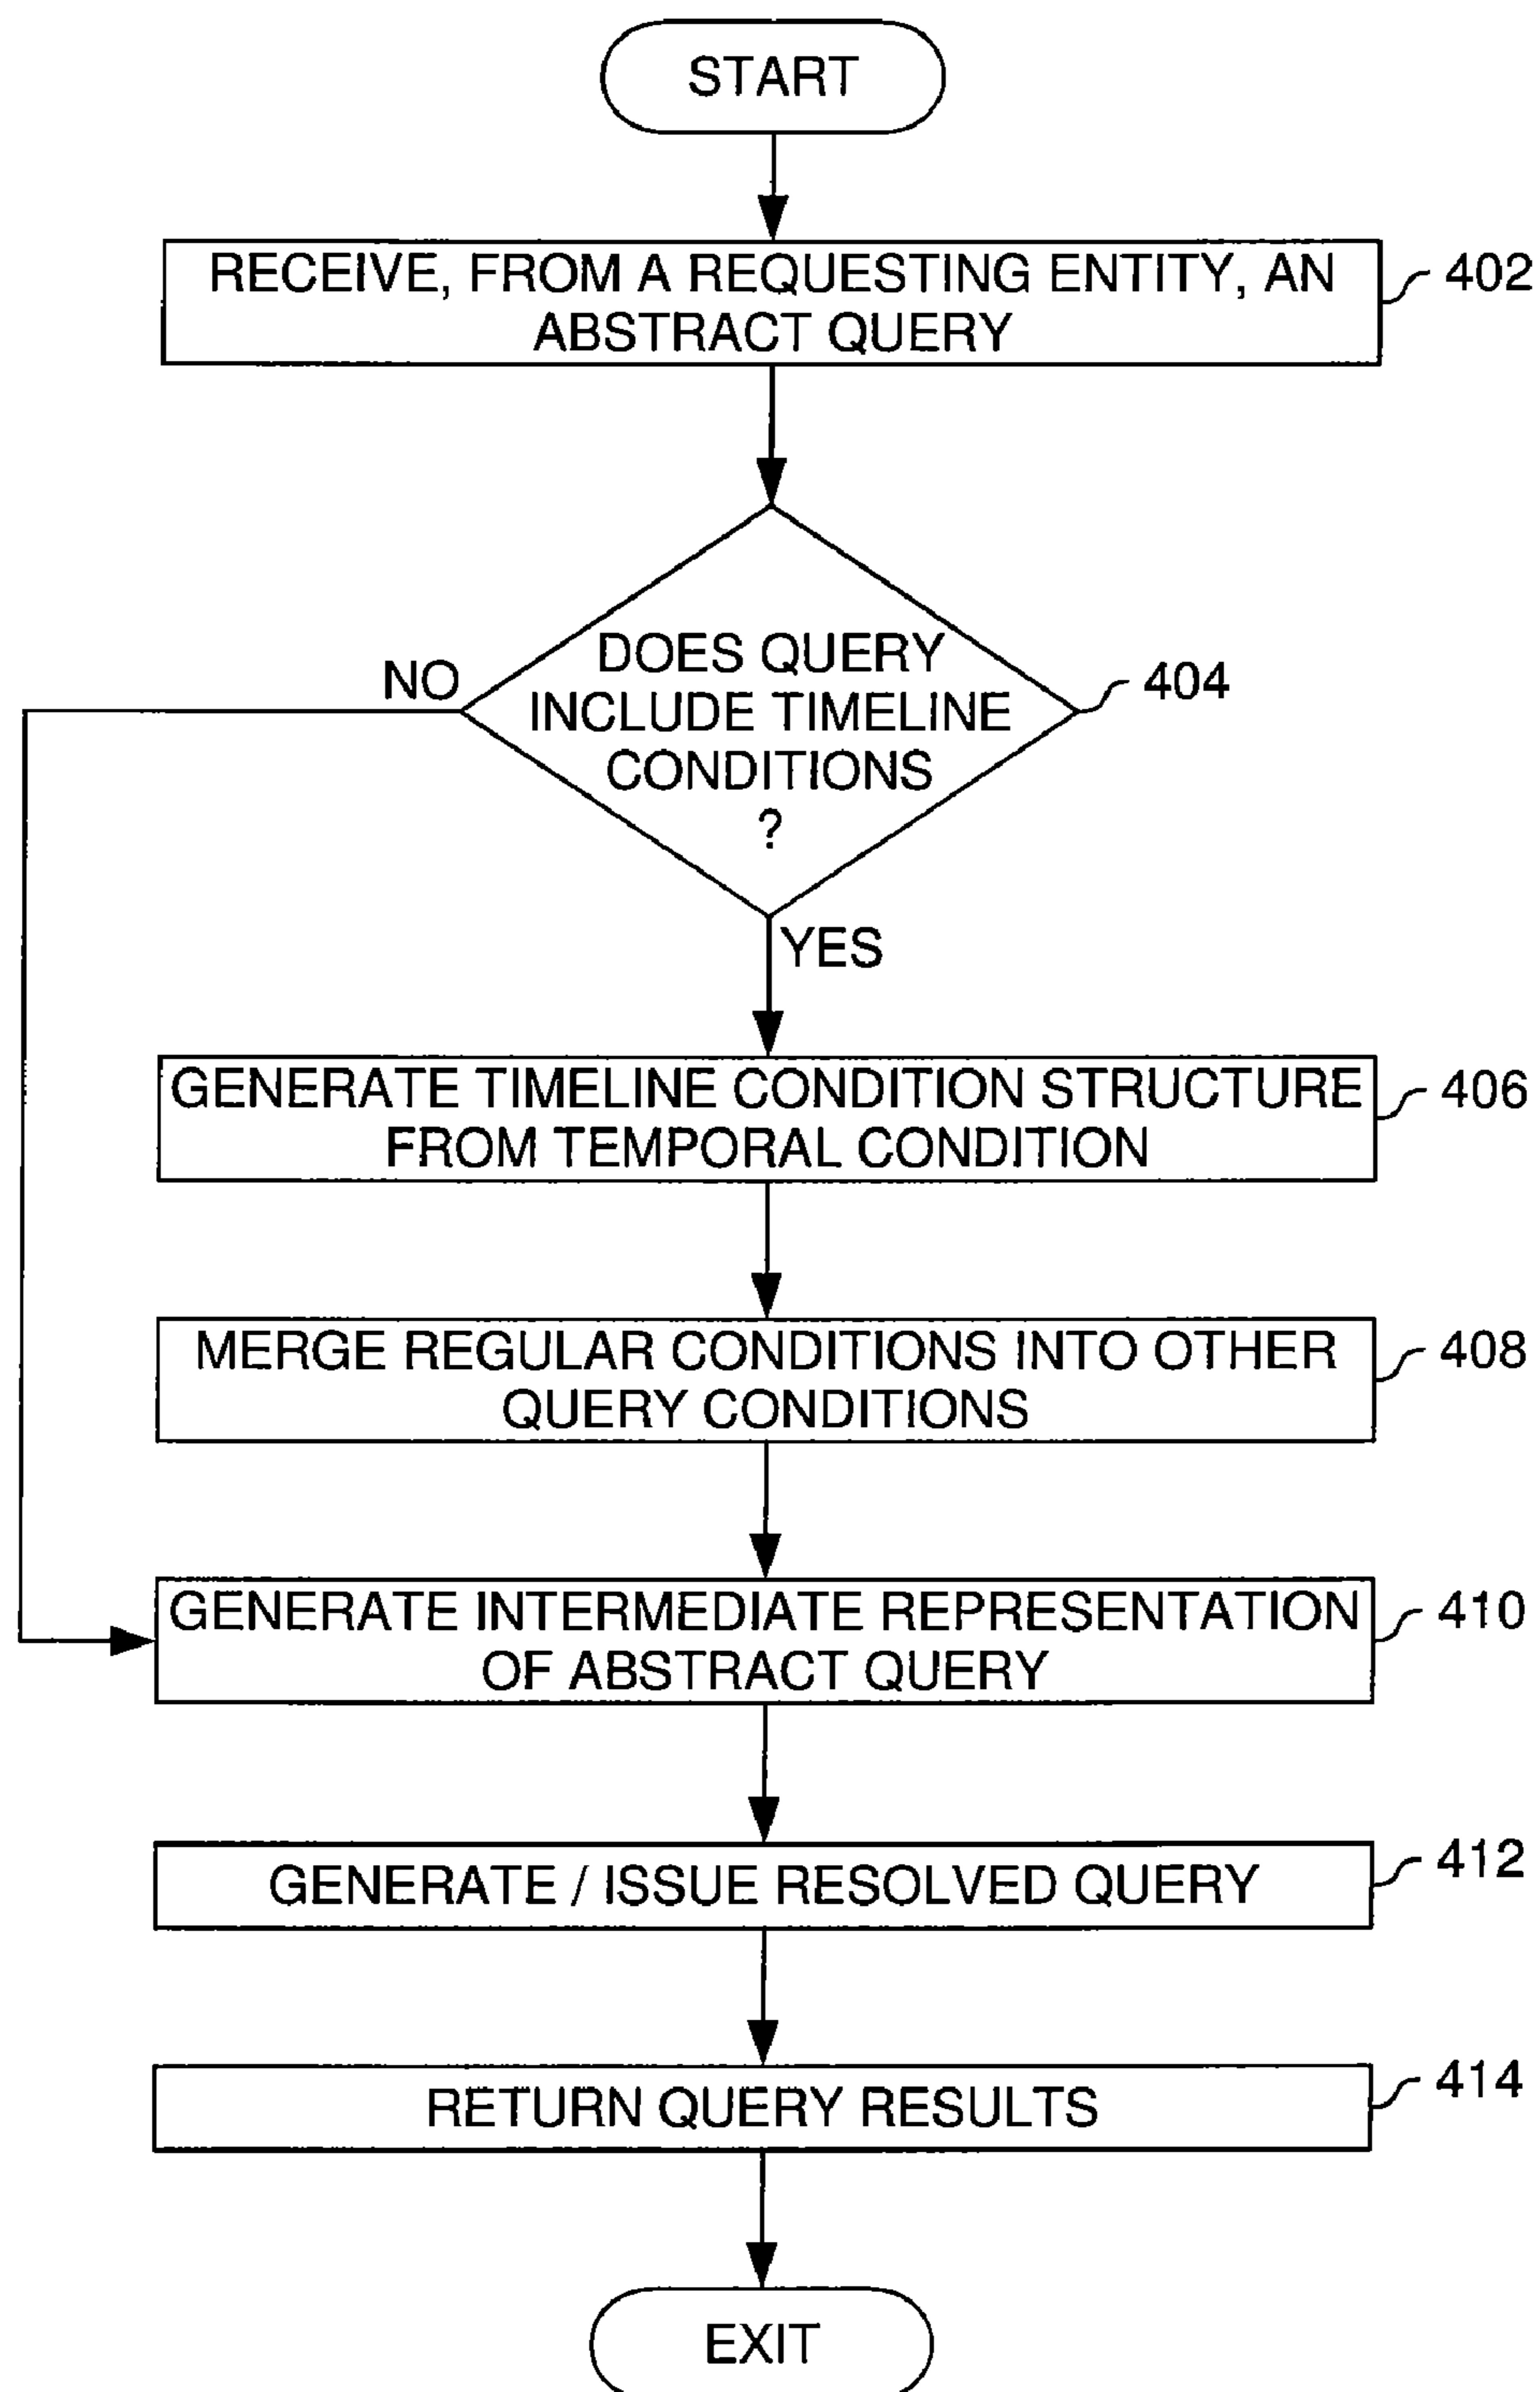 START
RECEIVE, FROM A REQUESTING ENTITY, AN
ABSTRACT QUERY
402
DOES QUERY
INCLUDE TIMELINE
CONDITIONS
?
404
NO
YES
GENERATE TIMELINE CONDITION STRUCTURE
FROM TEMPORAL CONDITION
406
MERGE REGULAR CONDITIONS INTO OTHER
QUERY CONDITIONS
408
GENERATE INTERMEDIATE REPRESENTATION
OF ABSTRACT QUERY
410
GENERATE / ISSUE RESOLVED QUERY
412
RETURN QUERY RESULTS
414
EXIT